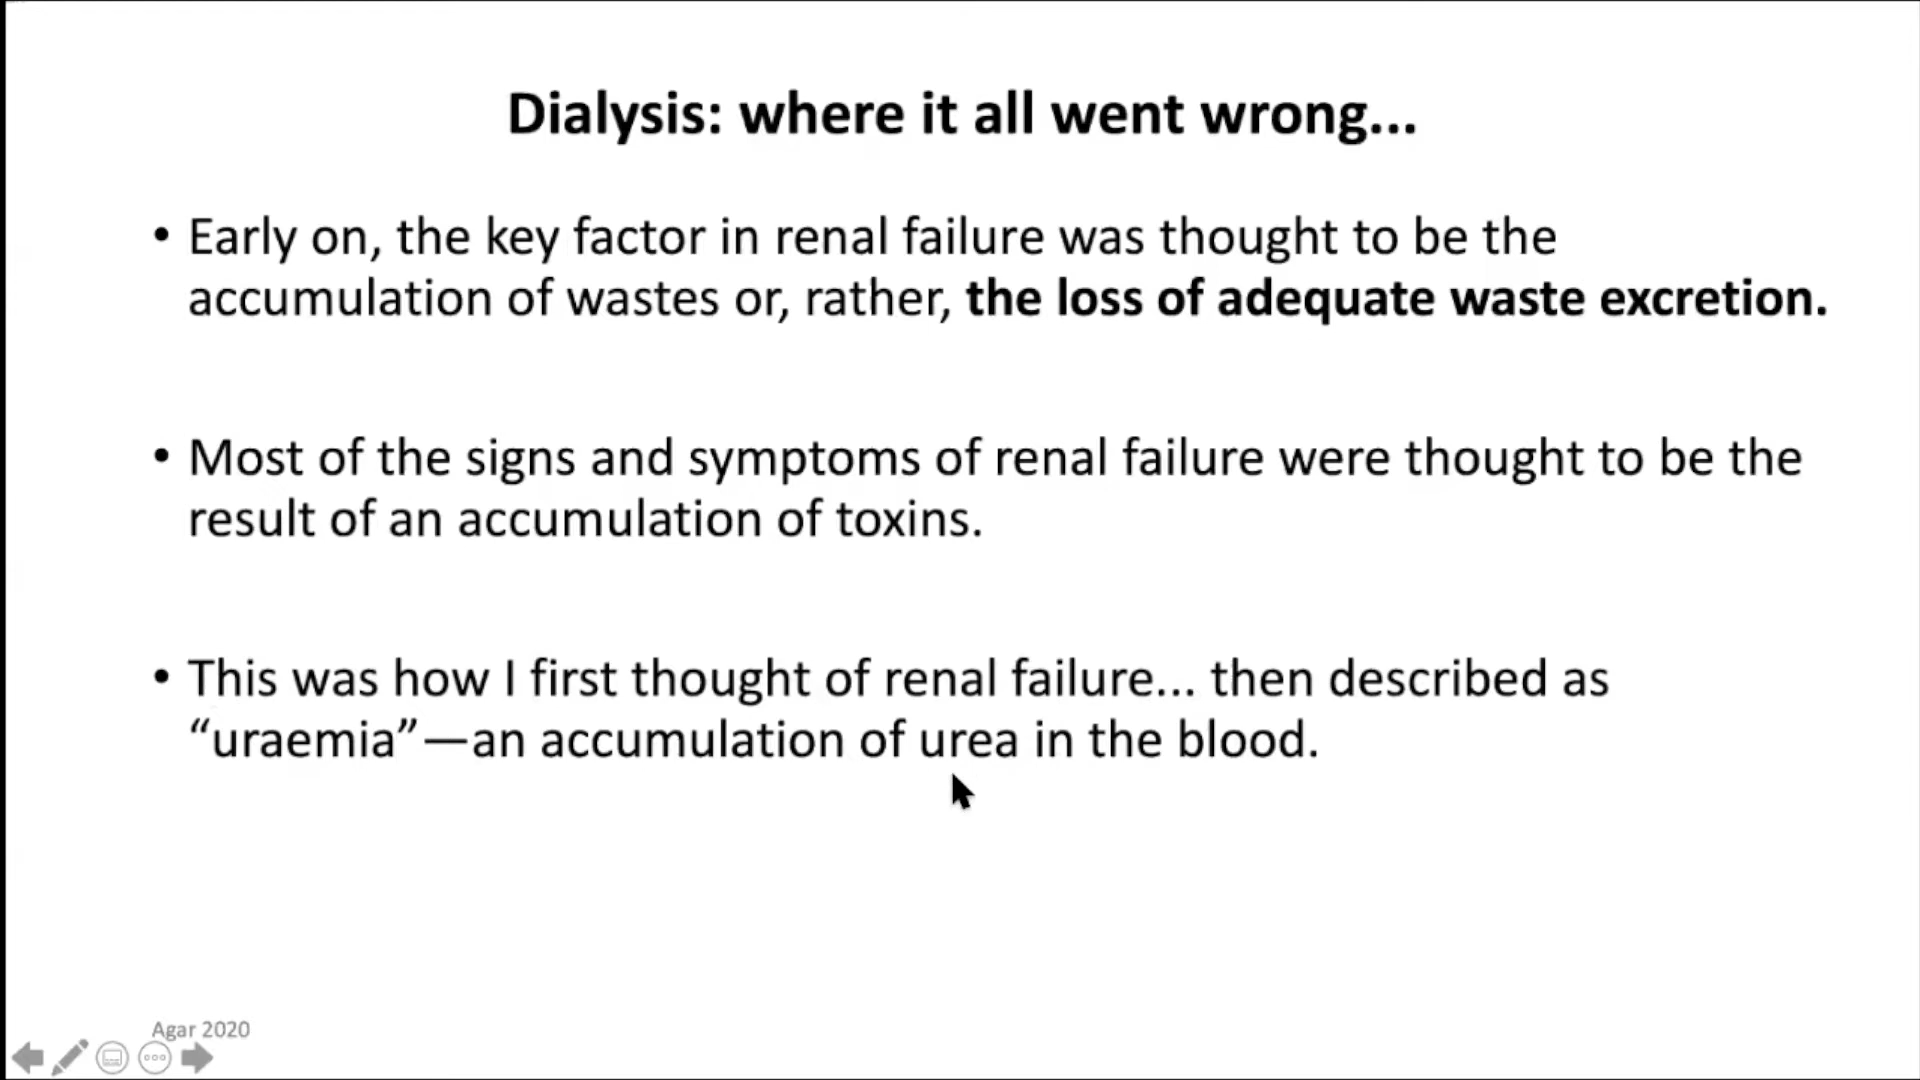 Dialysis: where it all went wrong...
• Early on, the key factor in renal failure was thought to be the
accumulation of wastes or, rather, the loss of adequate waste excretion.
• Most of the signs and symptoms of renal failure were thought to be the
result of an accumulation of toxins.
• This was how I first thought of renal failure... then described as
“uraemia”—an accumulation of urea in the blood.
Agar 2020